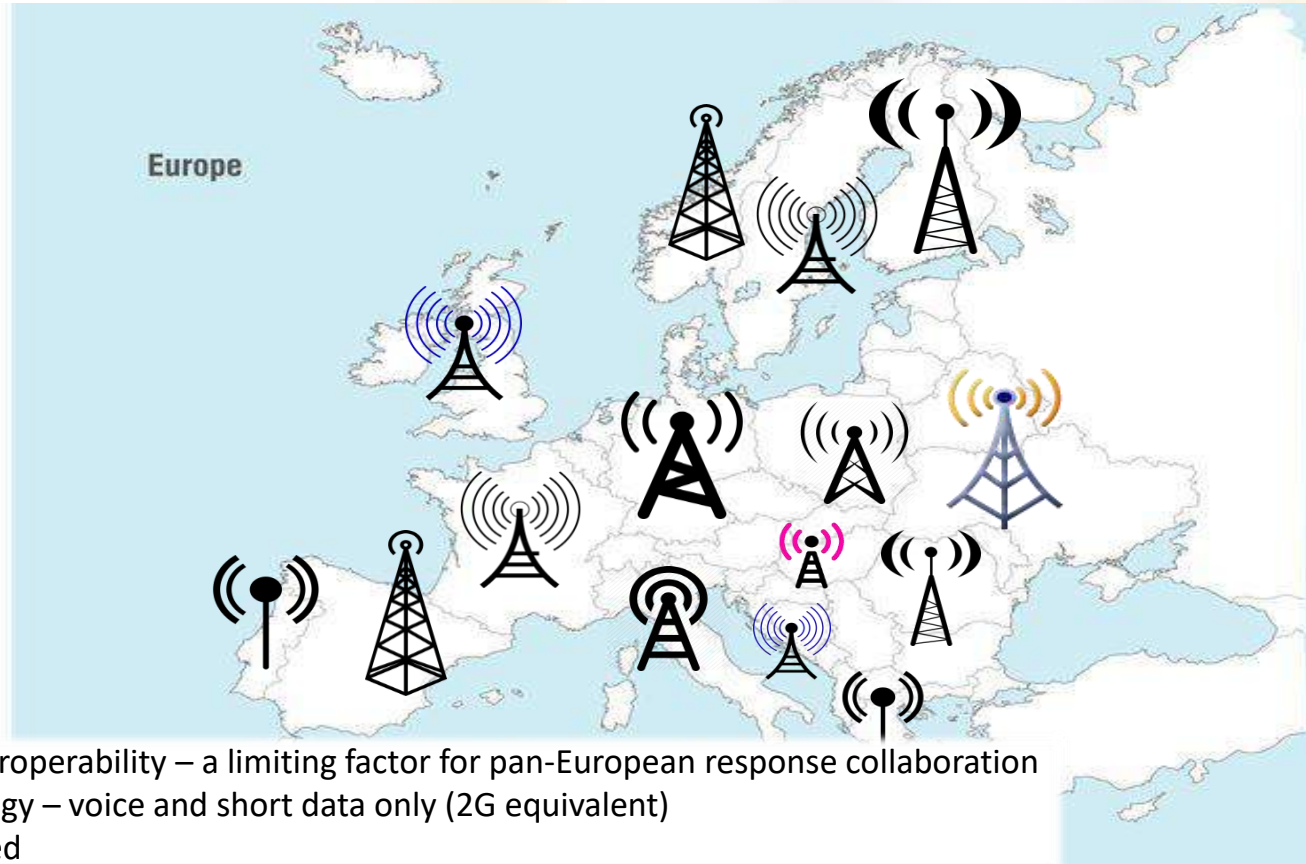 Europe
roperability – a limiting factor for pan-European response collaboration
gy – voice and short data only (2G equivalent)
ed